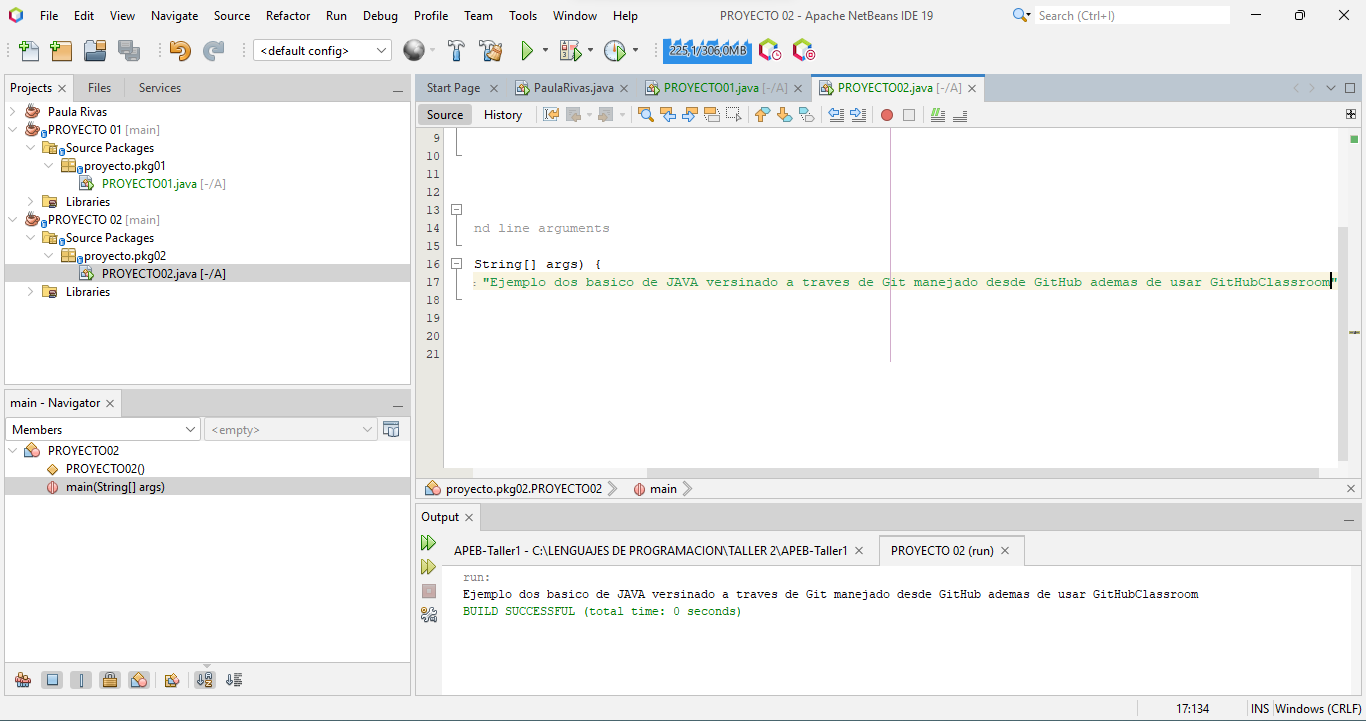 File Edit View Navigate Source Refactor Run Debug Profile Team Tools Window Help PROYECTO 02 - Apache NetBeans IDE 19 Search (Ctrl+I)
<default config> 225,1/306,0MB
Projects Files Services
Paula Rivas
PROYECTO 01 [main]
Source Packages
proyecto.pkg01
PROYECTO01.java [-/A]
Libraries
PROYECTO 02 [main]
Source Packages
proyecto.pkg02
PROYECTO02.java [-/A]
Libraries
main - Navigator
Members <empty>
PROYECTO02
PROYECTO02()
main(String[] args)
Start Page PaulaRivas.java PROYECTO01.java [-/A] PROYECTO02.java [-/A]
Source History
9
10
11
12
13
14 nd line arguments
15
16 String[] args) {
17 : "Ejemplo dos basico de JAVA versinado a traves de Git manejado desde GitHub ademas de usar GitHubClassroom"
18
19
20
21
proyecto.pkg02.PROYECTO02 main
Output
APEB-Taller1 - C:\LENGUAJES DE PROGRAMACION\TALLER 2\APEB-Taller1 PROYECTO 02 (run)
run:
Ejemplo dos basico de JAVA versinado a traves de Git manejado desde GitHub ademas de usar GitHubClassroom
BUILD SUCCESSFUL (total time: 0 seconds)
17:134 INS Windows (CRLF)